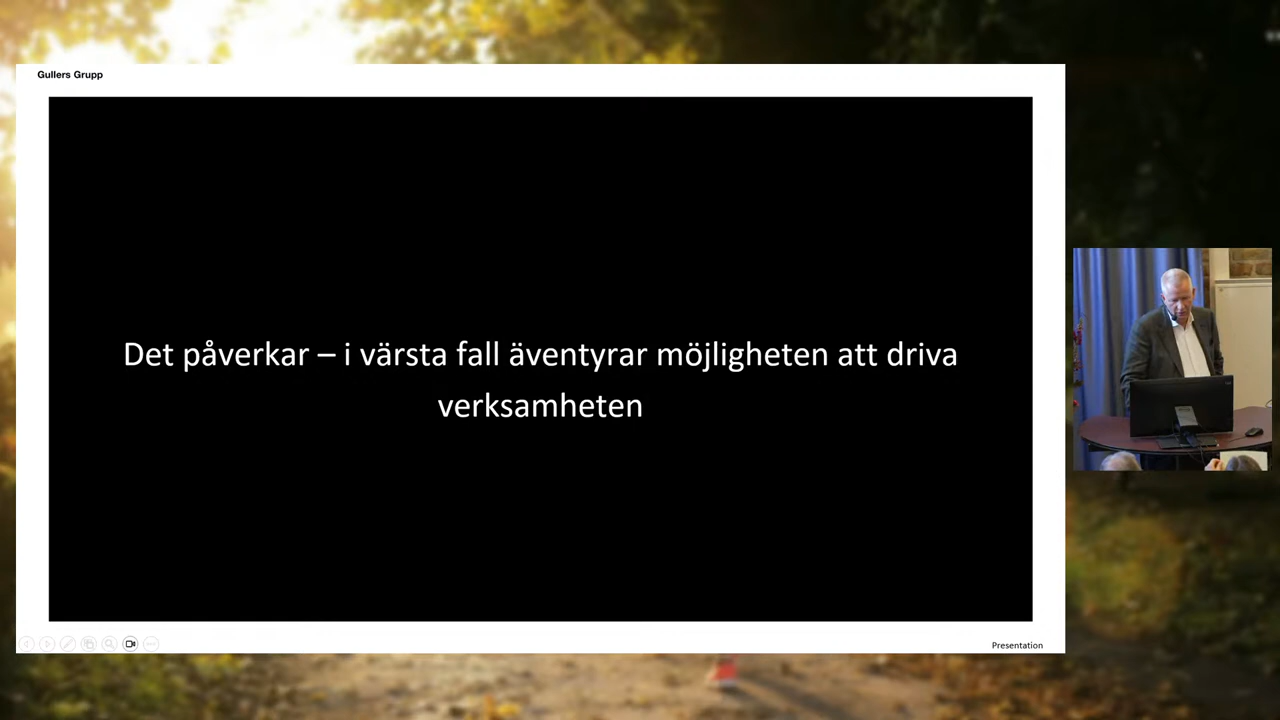 Gullers Grupp
Det påverkar – i värsta fall äventyrar möjligheten att driva
verksamheten
Presentation